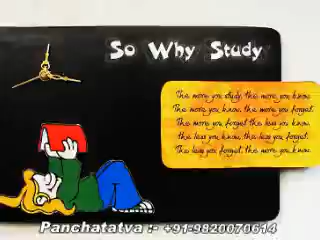 So Why Study
The more you study, the more you know.
The more you know, the more you forget.
The more you forget, the less you know.
the less you know, the less you forget.
The less you forget, the more you know.
Panchatatva :- +91-9820070614